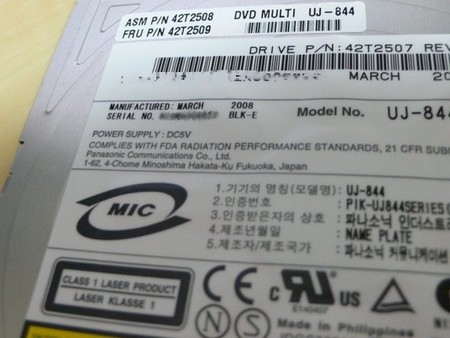 ASM P/N 42T2508 DVD MULTI UJ-844
FRU P/N 42T2509
DRIVE P/N:42T2507 REV
MARCH 20
MANUFACTURED: MARCH 2008
SERIAL NO. BLK-E
Model No. UJ-844
POWER SUPPLY : DC5V
COMPLIES WITH FDA RADIATION PERFORMANCE STANDARDS, 21 CFR SUB
Panasonic Communications Co., Ltd.
1-62, 4-Chome Minoshima Hakata-Ku Fukuoka, Japan
MIC
1.기기의 명칭(모델명) : UJ-844
2.인증번호 : PIK-UJ844SERIES(
3.인증받은자의 상호 : 파나소닉 인더스트리
4.제조년월일 : NAME PLATE
5.제조자/제조국가 : 파나소닉 커뮤니케이션
CLASS 1 LASER PRODUCT
LASER KLASSE 1
CE
c RU US
E140407
N
S
Made in Philippines